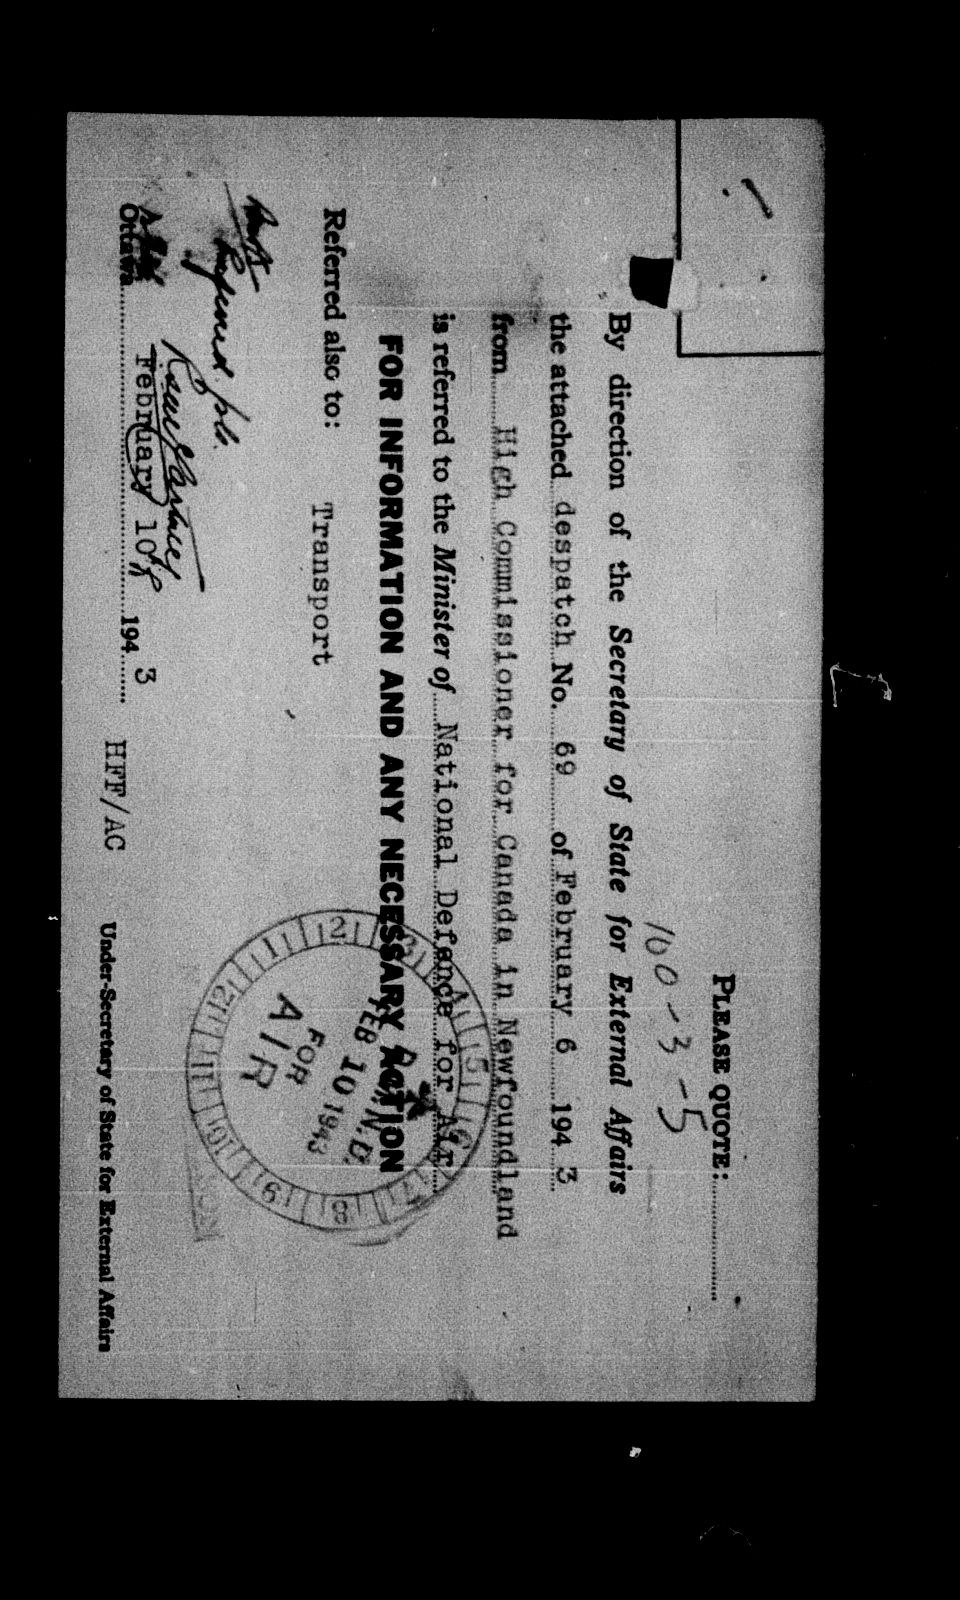 PLEASE QUOTE:
100-3-5
By direction of the Secretary of State for External Affairs
the attached despatch No. 69 of February 6 1943
from High Commissioner for Canada in Newfoundland
is referred to the Minister of National Defence for Air
FOR INFORMATION AND ANY NECESSARY ACTION
Referred also to: Transport
FEB 10 1943
FOR
AIR
Ottawa February 10 1943 HFF/AC
Under-Secretary of State for External Affairs